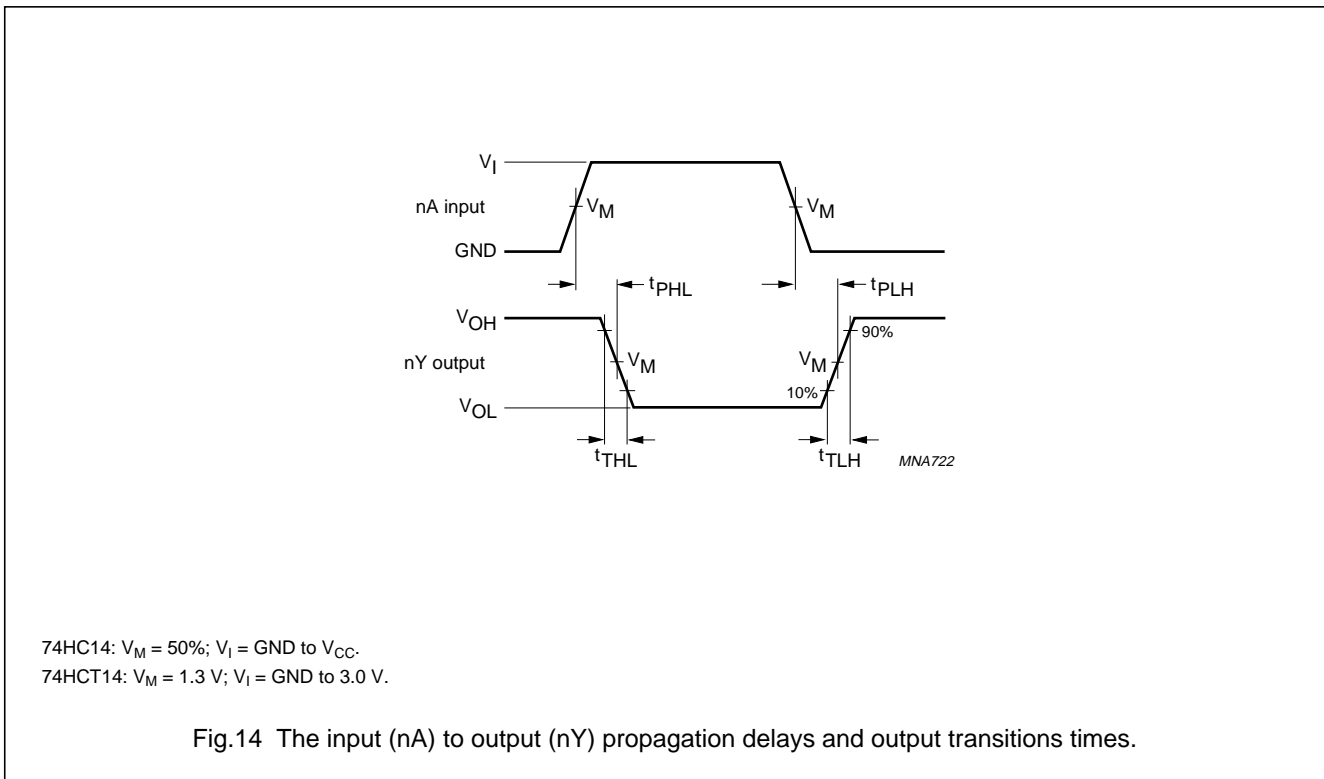 VI
nA input
VM
VM
GND
tPHL
tPLH
VOH
90%
nY output
VM
VM
10%
VOL
tTHL
tTLH
MNA722
74HC14: VM = 50%; VI = GND to VCC.
74HCT14: VM = 1.3 V; VI = GND to 3.0 V.
Fig.14 The input (nA) to output (nY) propagation delays and output transitions times.